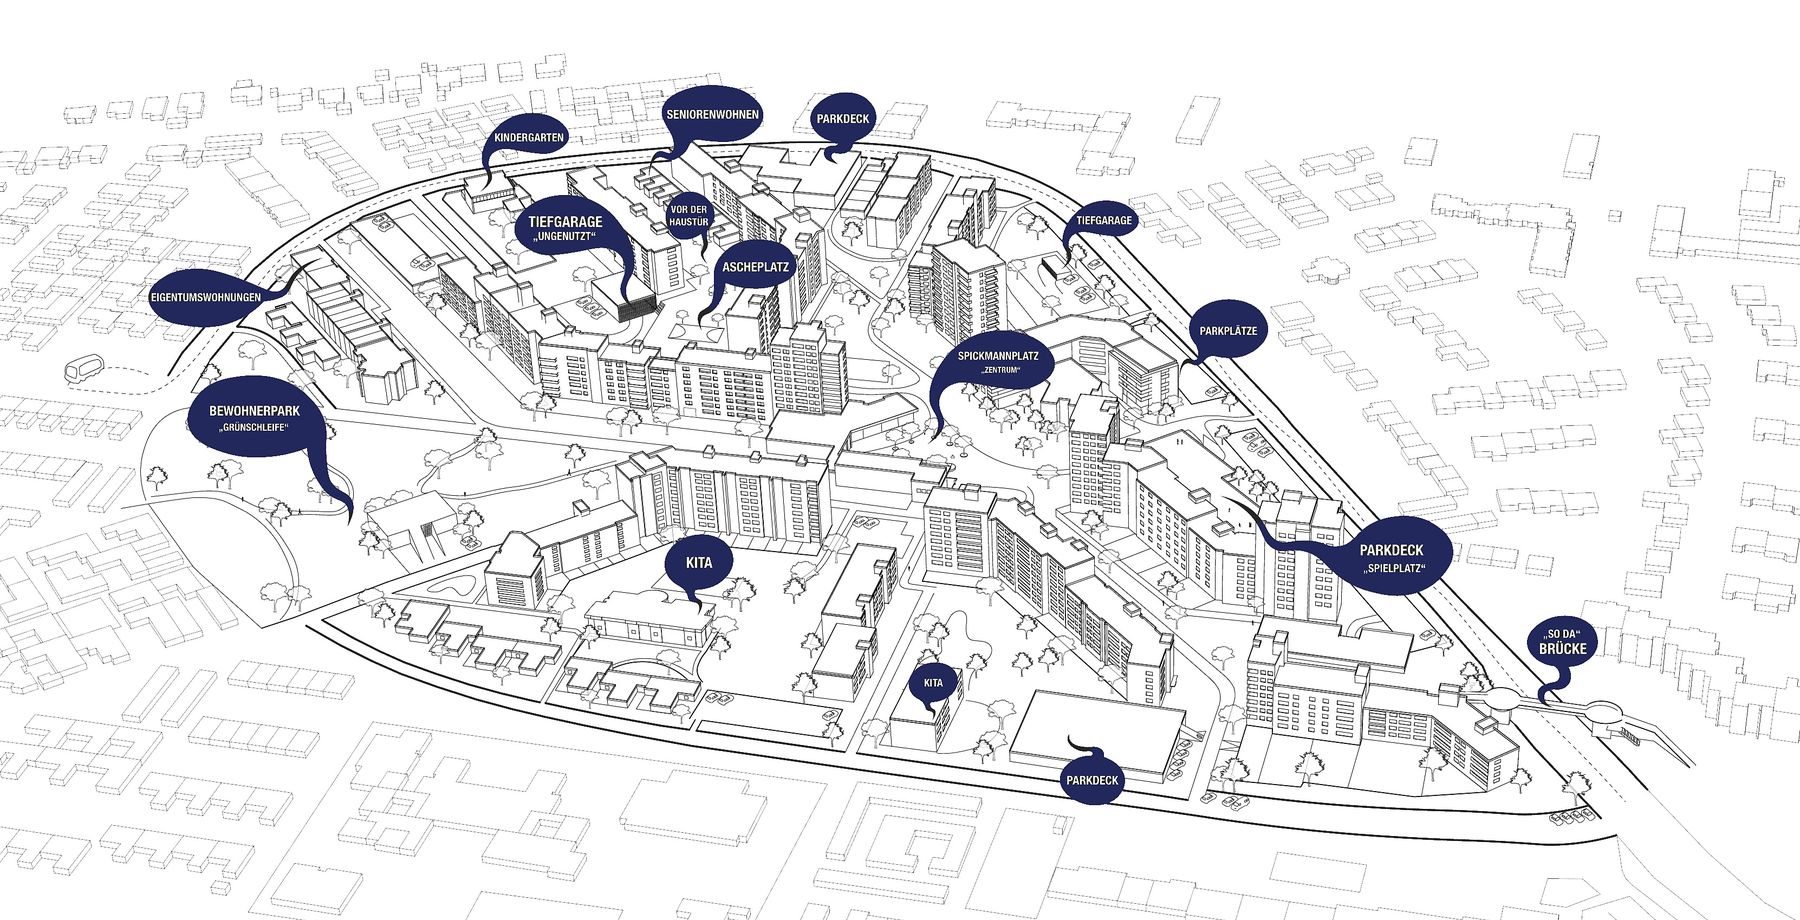 SENIORENWOHNEN
PARKDECK
KINDERGARTEN
VOR DER
HAUSTÜR
TIEFGARAGE
„UNGENUTZT“
TIEFGARAGE
ASCHEPLATZ
EIGENTUMSWOHNUNGEN
PARKPLÄTZE
SPICKMANNPLATZ
„ZENTRUM“
BEWOHNERPARK
„GRÜNSCHLEIFE“
PARKDECK
„SPIELPLATZ“
KITA
„SO DA“
BRÜCKE
KITA
PARKDECK